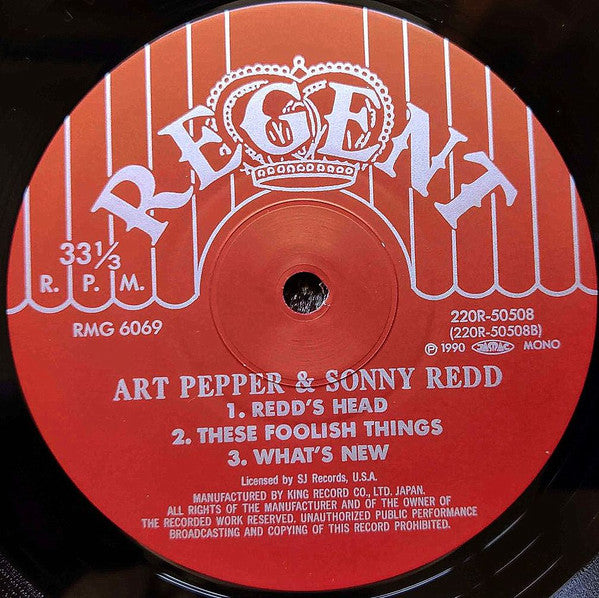 REGENT
33⅓
R. P. M.
RMG 6069
220R-50508
(220R-50508B)
Ⓟ 1990 JASRAC MONO
ART PEPPER & SONNY REDD
1. REDD'S HEAD
2. THESE FOOLISH THINGS
3. WHAT'S NEW
Licensed by SJ Records, U.S.A.
MANUFACTURED BY KING RECORD CO., LTD. JAPAN.
ALL RIGHTS OF THE MANUFACTURER AND OF THE OWNER OF
THE RECORDED WORK RESERVED. UNAUTHORIZED PUBLIC PERFORMANCE
BROADCASTING AND COPYING OF THIS RECORD PROHIBITED.